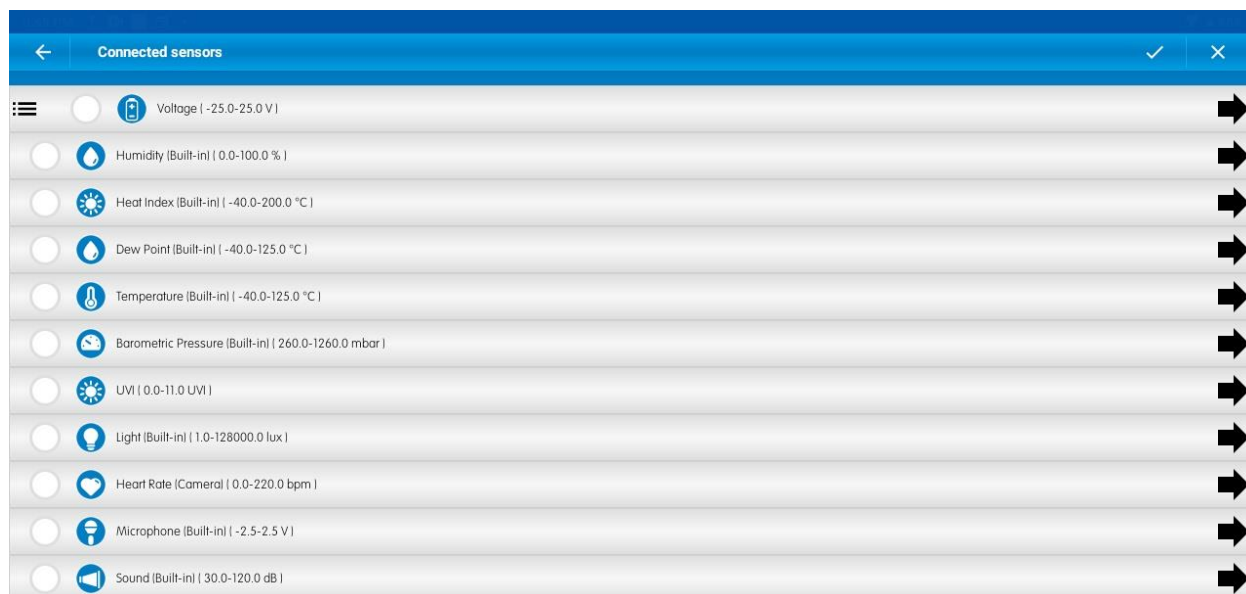 Connected sensors
Voltage ( -25.0-25.0 V )
Humidity (Built-in) ( 0.0-100.0 % )
Heat Index (Built-in) ( -40.0-200.0 °C )
Dew Point (Built-in) ( -40.0-125.0 °C )
Temperature (Built-in) ( -40.0-125.0 °C )
Barometric Pressure (Built-in) ( 260.0-1260.0 mbar )
UVI ( 0.0-11.0 UVI )
Light (Built-in) ( 1.0-128000.0 lux )
Heart Rate (Camera) ( 0.0-220.0 bpm )
Microphone (Built-in) ( -2.5-2.5 V )
Sound (Built-in) ( 30.0-120.0 dB )